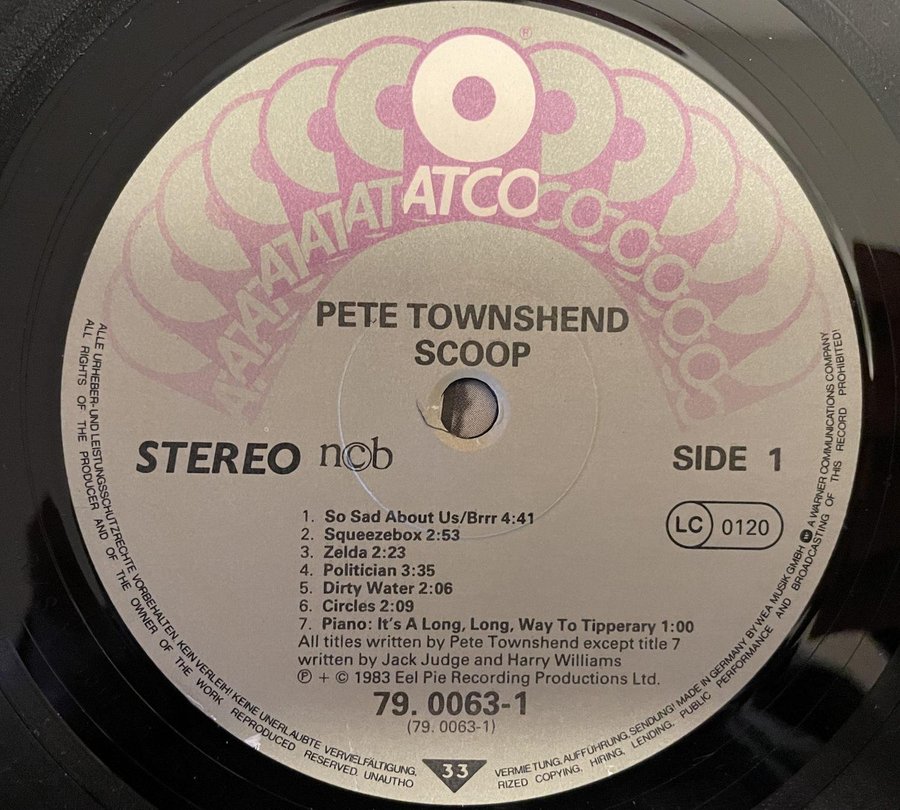 ®
ATCO
PETE TOWNSHEND
SCOOP
STEREO ncb
SIDE 1
LC 0120
1. So Sad About Us/Brrr 4:41
2. Squeezebox 2:53
3. Zelda 2:23
4. Politician 3:35
5. Dirty Water 2:06
6. Circles 2:09
7. Piano: It's A Long, Long, Way To Tipperary 1:00
All titles written by Pete Townshend except title 7
written by Jack Judge and Harry Williams
℗ + © 1983 Eel Pie Recording Productions Ltd.
79. 0063-1
(79. 0063-1)
33
ALLE URHEBER- UND LEISTUNGSSCHUTZRECHTE VORBEHALTEN. KEIN VERLEIH! KEINE UNERLAUBTE VERVIELFÄLTIGUNG,
VERMIETUNG, AUFFÜHRUNG, SENDUNG! MADE IN GERMANY BY WEA MUSIK GMBH A WARNER COMMUNICATIONS COMPANY
ALL RIGHTS OF THE PRODUCER AND OF THE OWNER OF THE WORK REPRODUCED RESERVED. UNAUTHO
RIZED COPYING, HIRING, LENDING, PUBLIC PERFORMANCE AND BROADCASTING OF THIS RECORD PROHIBITED!